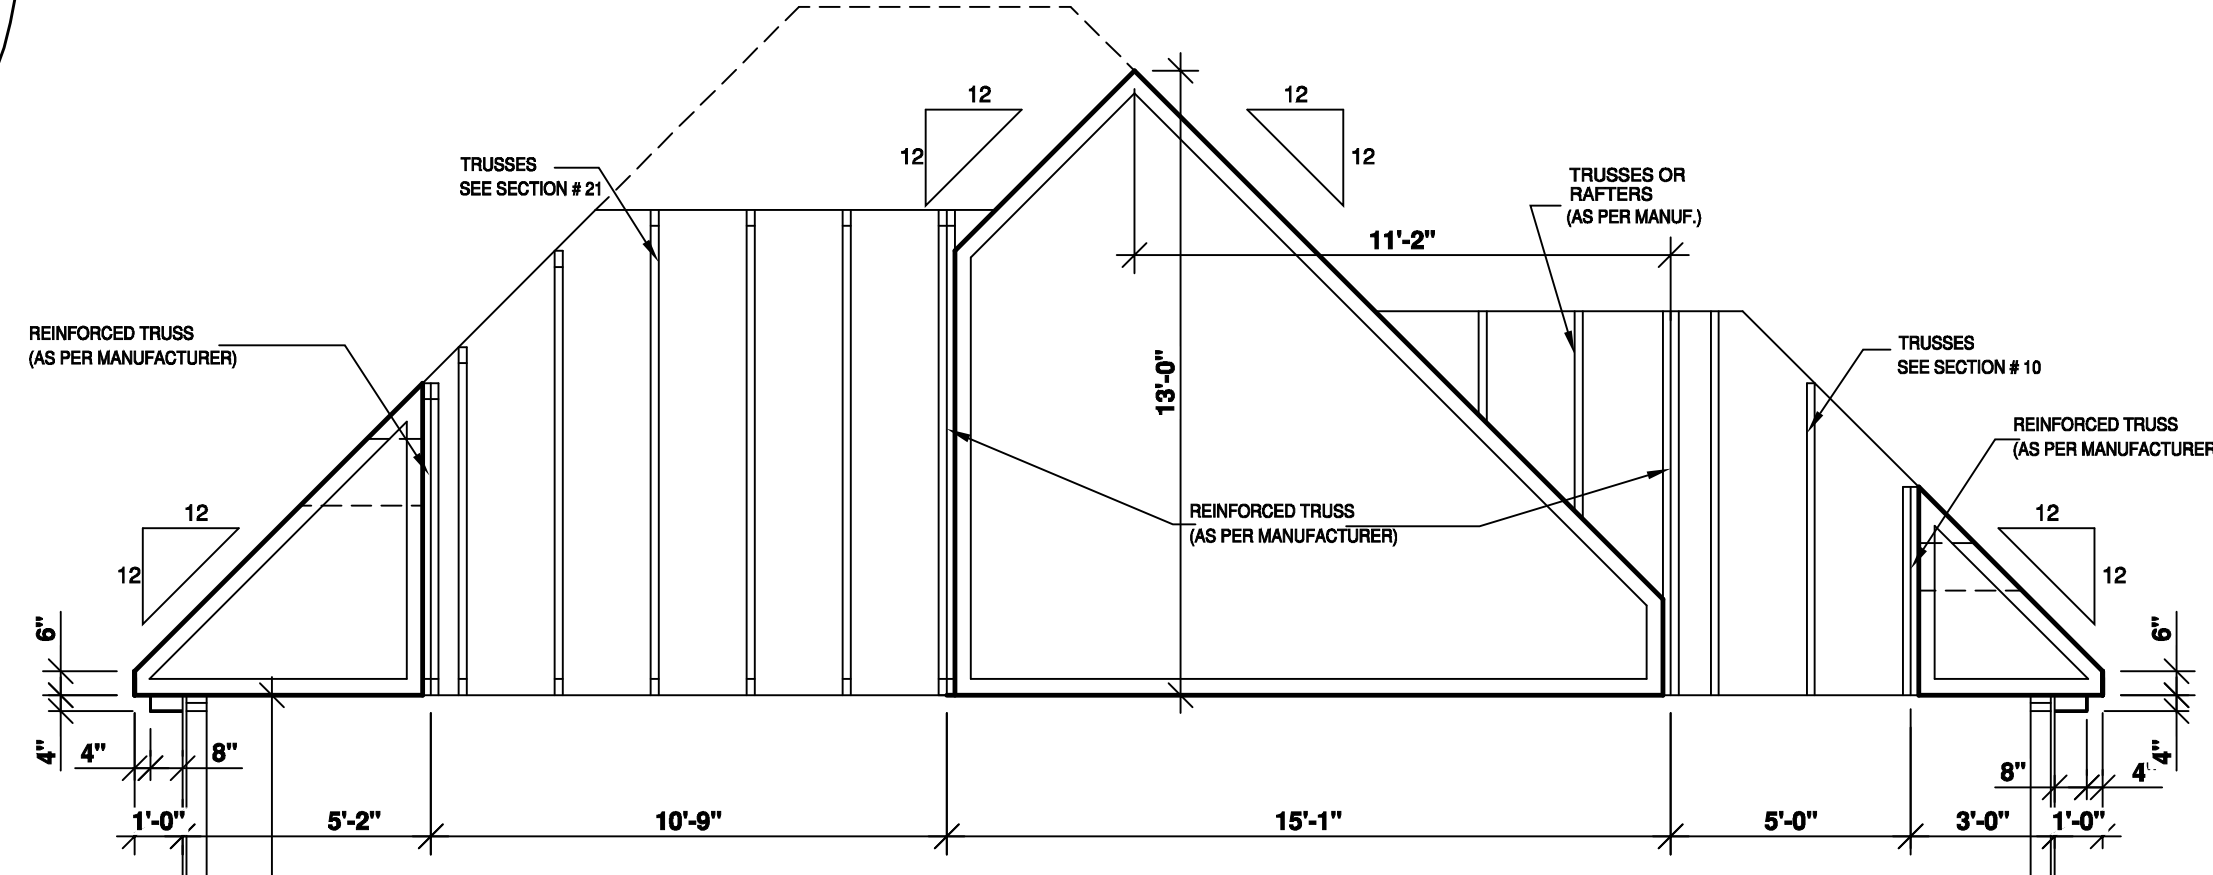 12
12
12
12
TRUSSES
SEE SECTION # 21
TRUSSES OR
RAFTERS
(AS PER MANUF.)
11'-2"
REINFORCED TRUSS
(AS PER MANUFACTURER)
13'-0"
TRUSSES
SEE SECTION # 10
REINFORCED TRUSS
(AS PER MANUFACTURER
REINFORCED TRUSS
(AS PER MANUFACTURER)
12
12
12
12
6"
6"
4"
4"
8"
8"
4"
4"
1'-0"
5'-2"
10'-9"
15'-1"
5'-0"
3'-0"
1'-0"